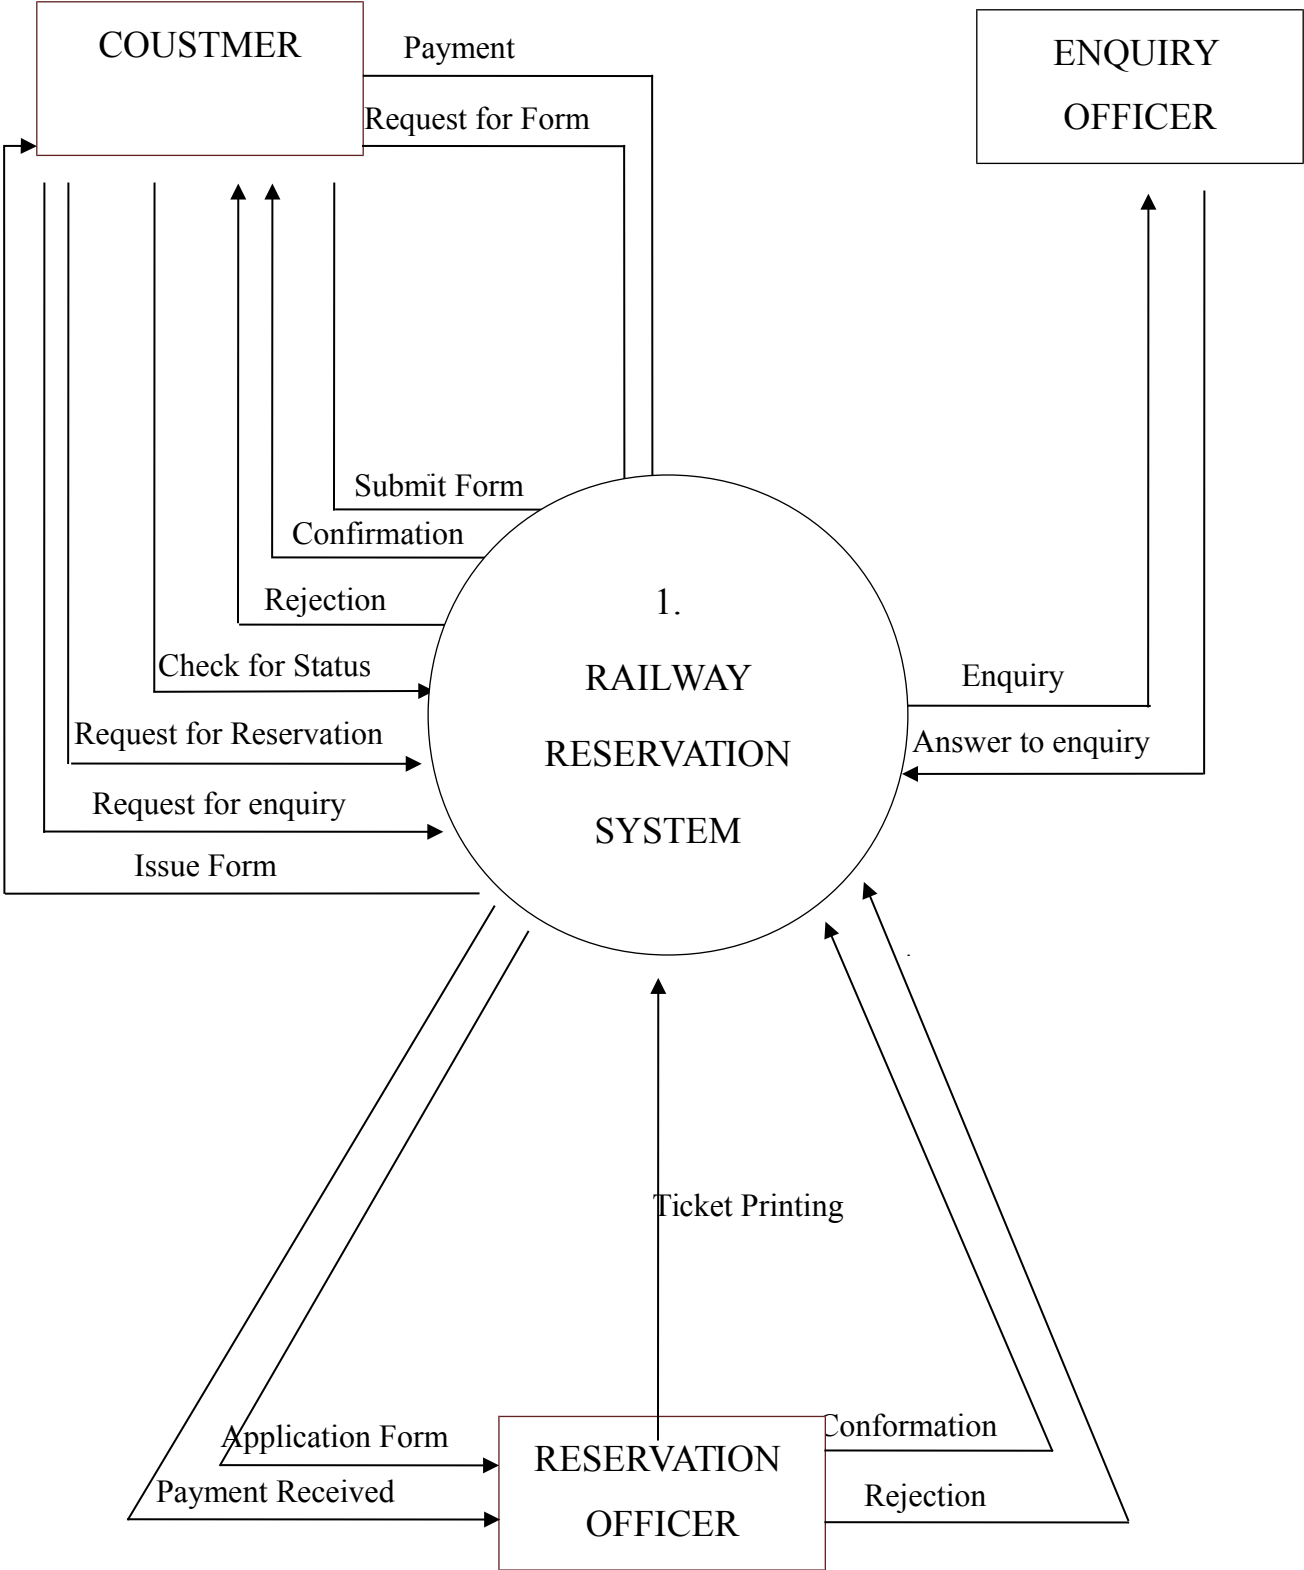 COUSTMER
Payment
ENQUIRY
OFFICER
Request for Form
Submit Form
Confirmation
Rejection
1.
RAILWAY
RESERVATION
SYSTEM
Check for Status
Enquiry
Request for Reservation
Answer to enquiry
Request for enquiry
Issue Form
Ticket Printing
Application Form
RESERVATION
OFFICER
Conformation
Payment Received
Rejection